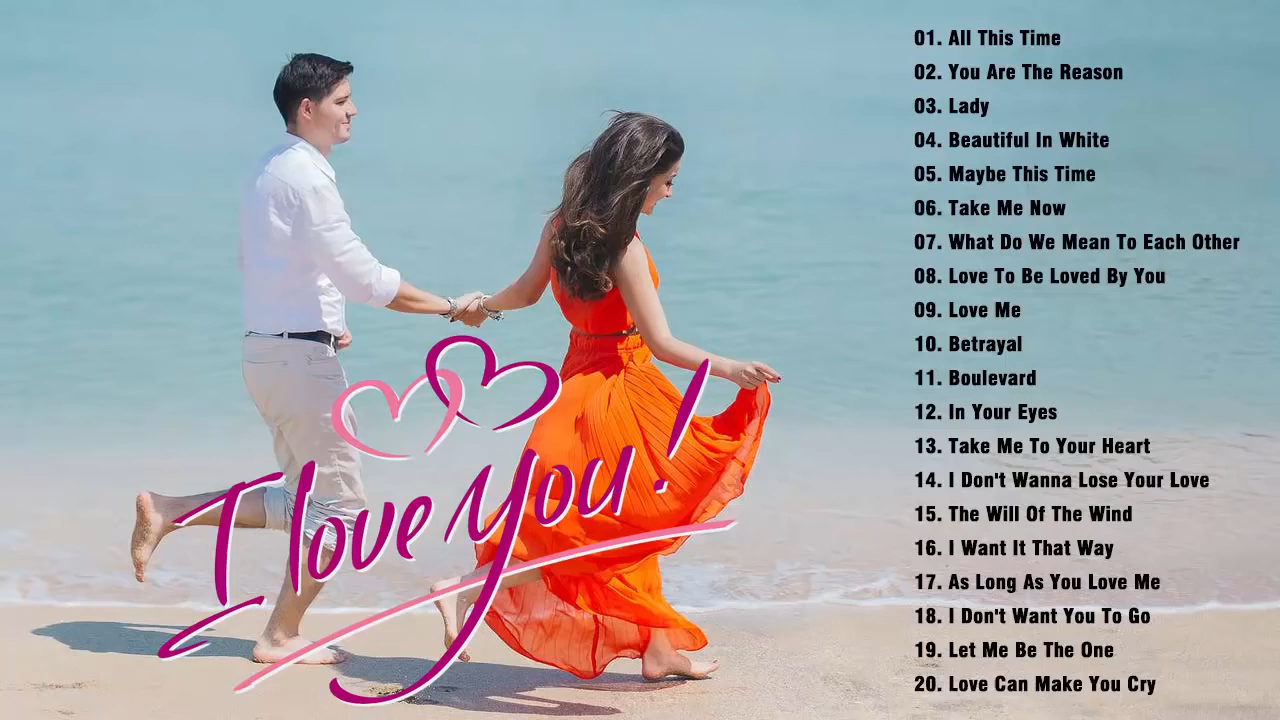 I love you!
01. All This Time
02. You Are The Reason
03. Lady
04. Beautiful In White
05. Maybe This Time
06. Take Me Now
07. What Do We Mean To Each Other
08. Love To Be Loved By You
09. Love Me
10. Betrayal
11. Boulevard
12. In Your Eyes
13. Take Me To Your Heart
14. I Don't Wanna Lose Your Love
15. The Will Of The Wind
16. I Want It That Way
17. As Long As You Love Me
18. I Don't Want You To Go
19. Let Me Be The One
20. Love Can Make You Cry